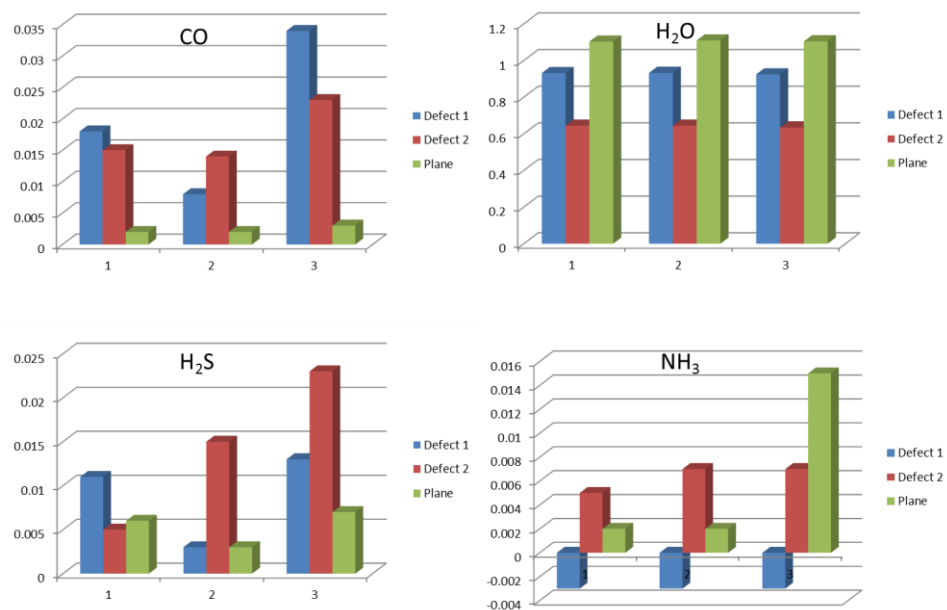 CO
0.035
0.03
0.025
0.02
0.015
0.01
0.005
0
1 2 3
Defect 1
Defect 2
Plane
H₂O
1.2
1
0.8
0.6
0.4
0.2
0
1 2 3
Defect 1
Defect 2
Plane
H₂S
0.025
0.02
0.015
0.01
0.005
0
1 2 3
Defect 1
Defect 2
Plane
NH₃
0.016
0.014
0.012
0.01
0.008
0.006
0.004
0.002
0
-0.002
-0.004
1 2 3
Defect 1
Defect 2
Plane